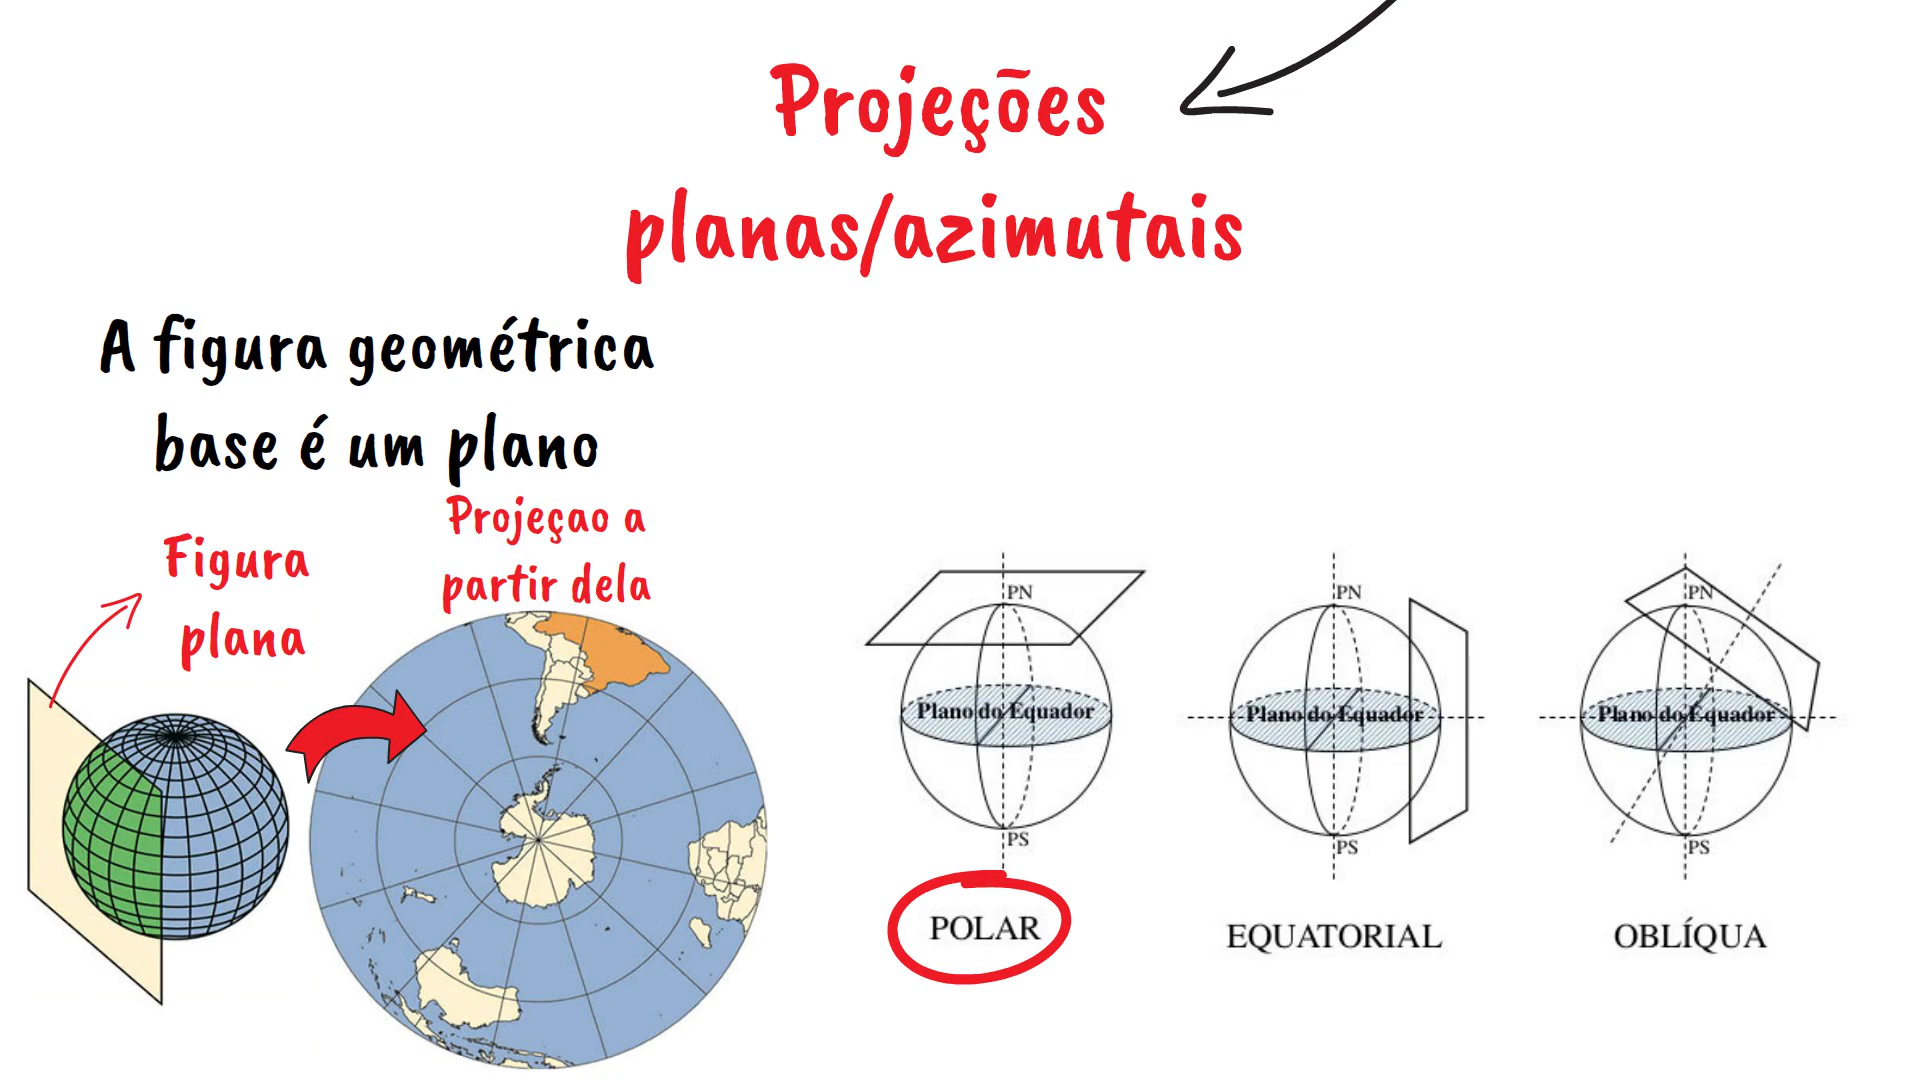 Projeções
planas/azimutais
A figura geométrica
base é um plano
Figura
plana
Projeçao a
partir dela
PN
Plano do Equador
PS
POLAR
PN
Plano do Equador
PS
EQUATORIAL
PN
Plano do Equador
PS
OBLÍQUA